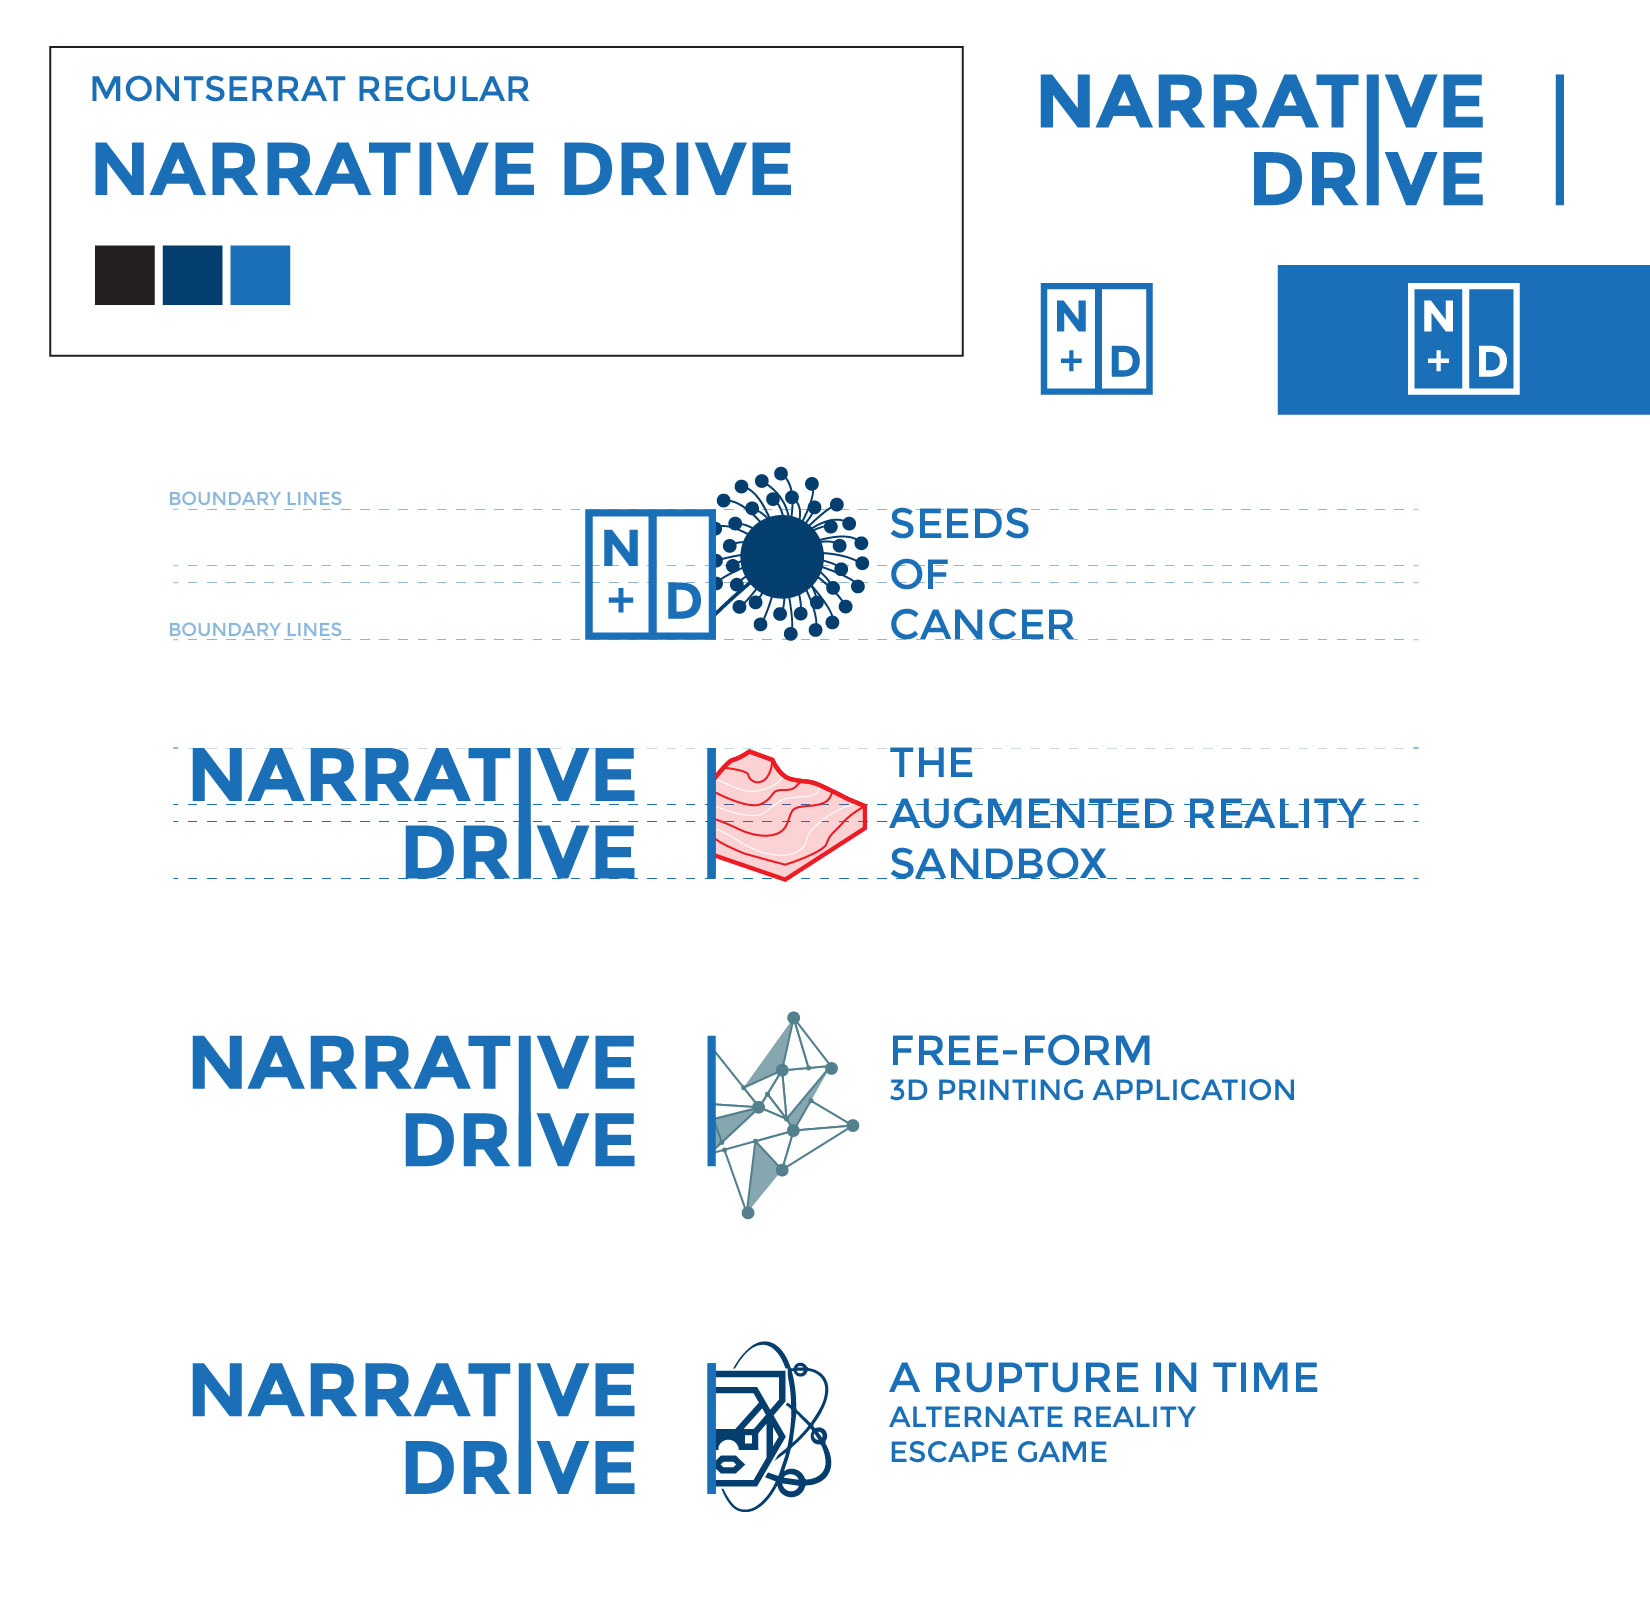 MONTSERRAT REGULAR
NARRATIVE DRIVE
NARRATIVE
DRIVE
N
+ D
N
+ D
BOUNDARY LINES
BOUNDARY LINES
N
+ D
SEEDS
OF
CANCER
NARRATIVE
DRIVE
THE
AUGMENTED REALITY
SANDBOX
NARRATIVE
DRIVE
FREE-FORM
3D PRINTING APPLICATION
NARRATIVE
DRIVE
A RUPTURE IN TIME
ALTERNATE REALITY
ESCAPE GAME